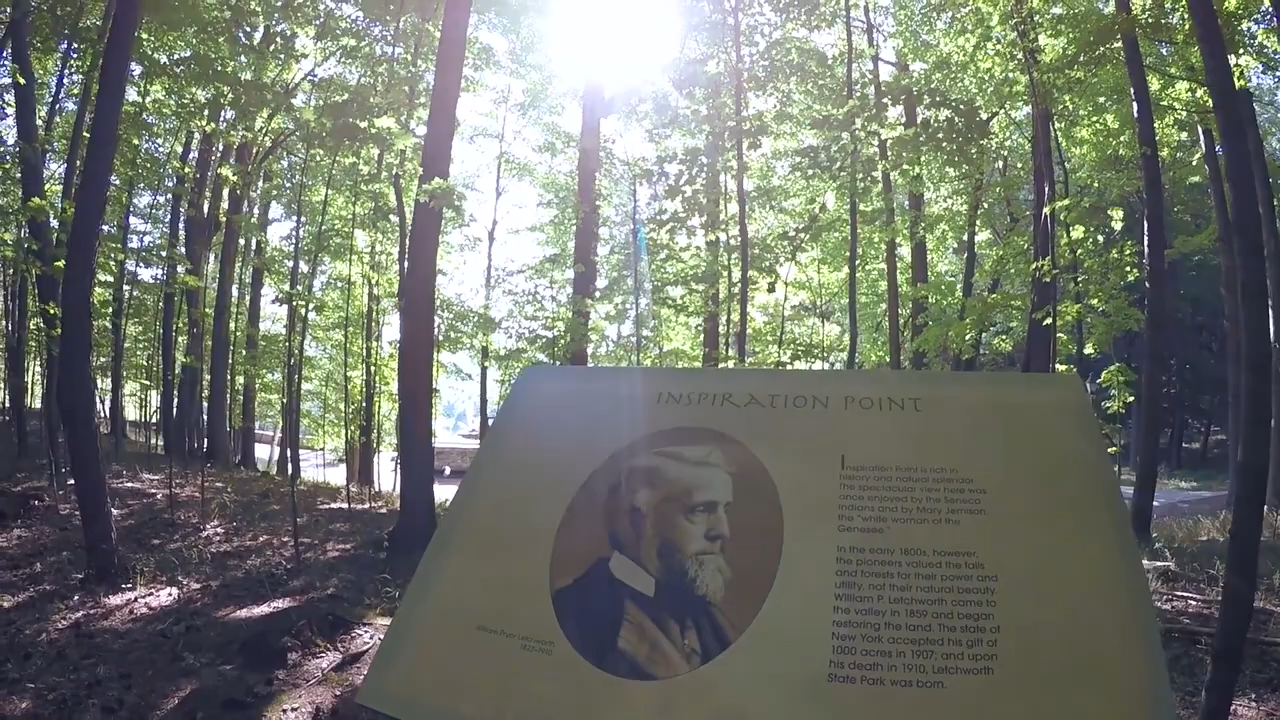 INSPIRATION POINT
Inspiration Point is rich in
history and natural splendor.
The spectacular view here was
once enjoyed by the Seneca
Indians and by Mary Jemison,
the "white woman of the
Genesee."
In the early 1800s, however,
the pioneers valued the falls
and forests for their power and
utility, not their natural beauty.
William P. Letchworth came to
the valley in 1859 and began
restoring the land. The state of
New York accepted his gift of
1000 acres in 1907; and upon
his death in 1910, Letchworth
State Park was born.
William Pryor Letchworth
1823-1910